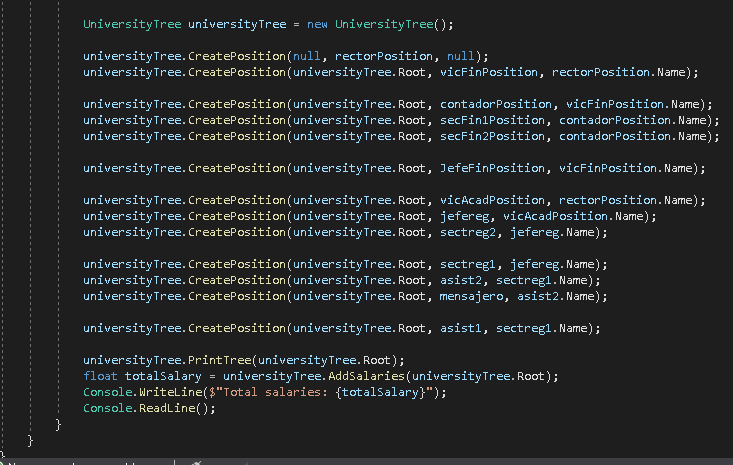 UniversityTree universityTree = new UniversityTree();
universityTree.CreatePosition(null, rectorPosition, null);
universityTree.CreatePosition(universityTree.Root, vicFinPosition, rectorPosition.Name);
universityTree.CreatePosition(universityTree.Root, contadorPosition, vicFinPosition.Name);
universityTree.CreatePosition(universityTree.Root, secFin1Position, contadorPosition.Name);
universityTree.CreatePosition(universityTree.Root, secFin2Position, contadorPosition.Name);
universityTree.CreatePosition(universityTree.Root, JefeFinPosition, vicFinPosition.Name);
universityTree.CreatePosition(universityTree.Root, vicAcadPosition, rectorPosition.Name);
universityTree.CreatePosition(universityTree.Root, jefereg, vicAcadPosition.Name);
universityTree.CreatePosition(universityTree.Root, sectreg2, jefereg.Name);
universityTree.CreatePosition(universityTree.Root, sectreg1, jefereg.Name);
universityTree.CreatePosition(universityTree.Root, asist2, sectreg1.Name);
universityTree.CreatePosition(universityTree.Root, mensajero, asist2.Name);
universityTree.CreatePosition(universityTree.Root, asist1, sectreg1.Name);
universityTree.PrintTree(universityTree.Root);
float totalSalary = universityTree.AddSalaries(universityTree.Root);
Console.WriteLine($"Total salaries: {totalSalary}");
Console.ReadLine();
}
}
}